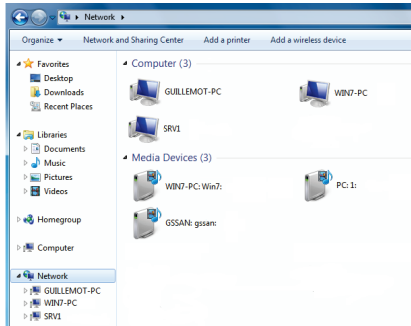 Network
Organize
Network and Sharing Center
Add a printer
Add a wireless device
Favorites
Desktop
Downloads
Recent Places
Libraries
Documents
Music
Pictures
Videos
Homegroup
Computer
Network
GUILLEMOT-PC
WIN7-PC
SRV1
Computer (3)
GUILLEMOT-PC
WIN7-PC
SRV1
Media Devices (3)
WIN7-PC: Win7:
PC: 1:
GSSAN: gssan: